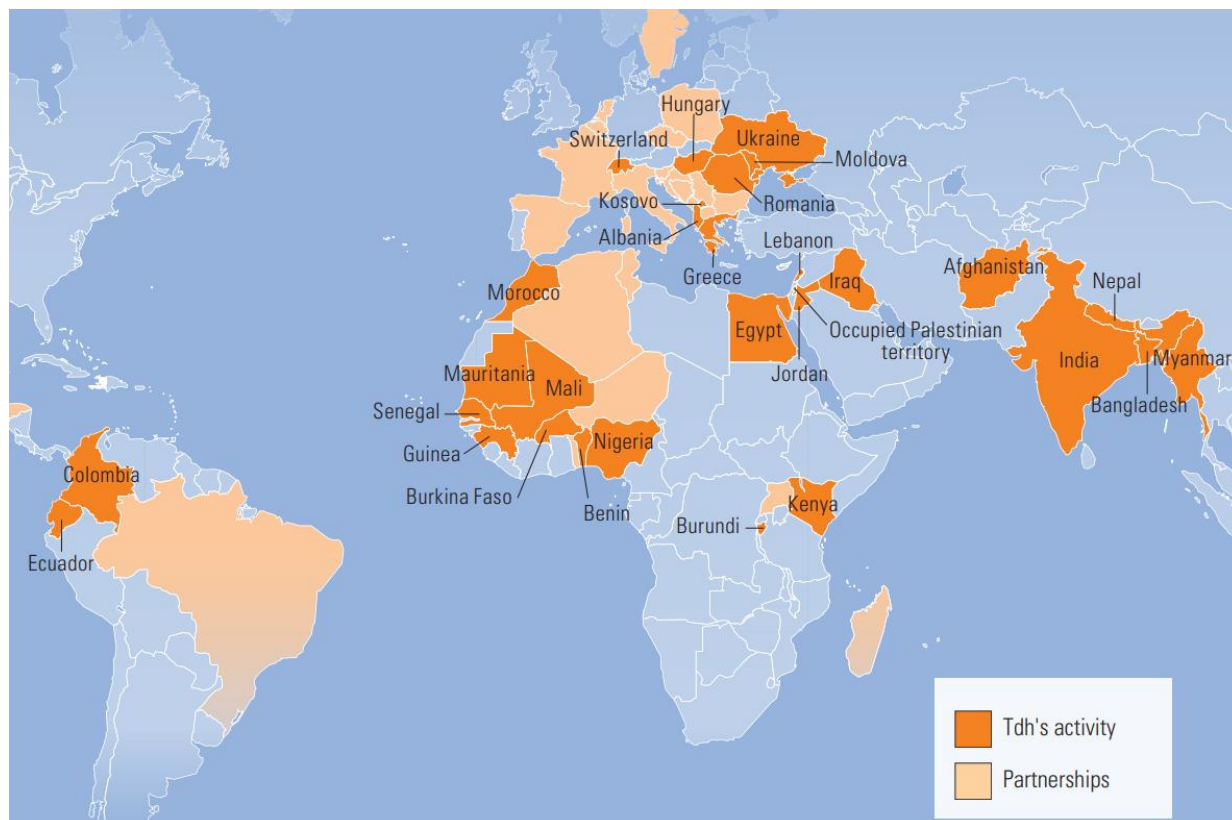 Hungary
Switzerland
Ukraine
Moldova
Kosovo
Romania
Albania
Lebanon
Greece
Morocco
Iraq
Afghanistan
Nepal
Egypt
Occupied Palestinian
territory
Jordan
India
Myanmar
Bangladesh
Mauritania
Mali
Senegal
Guinea
Nigeria
Burkina Faso
Benin
Colombia
Ecuador
Kenya
Burundi
Tdh's activity
Partnerships